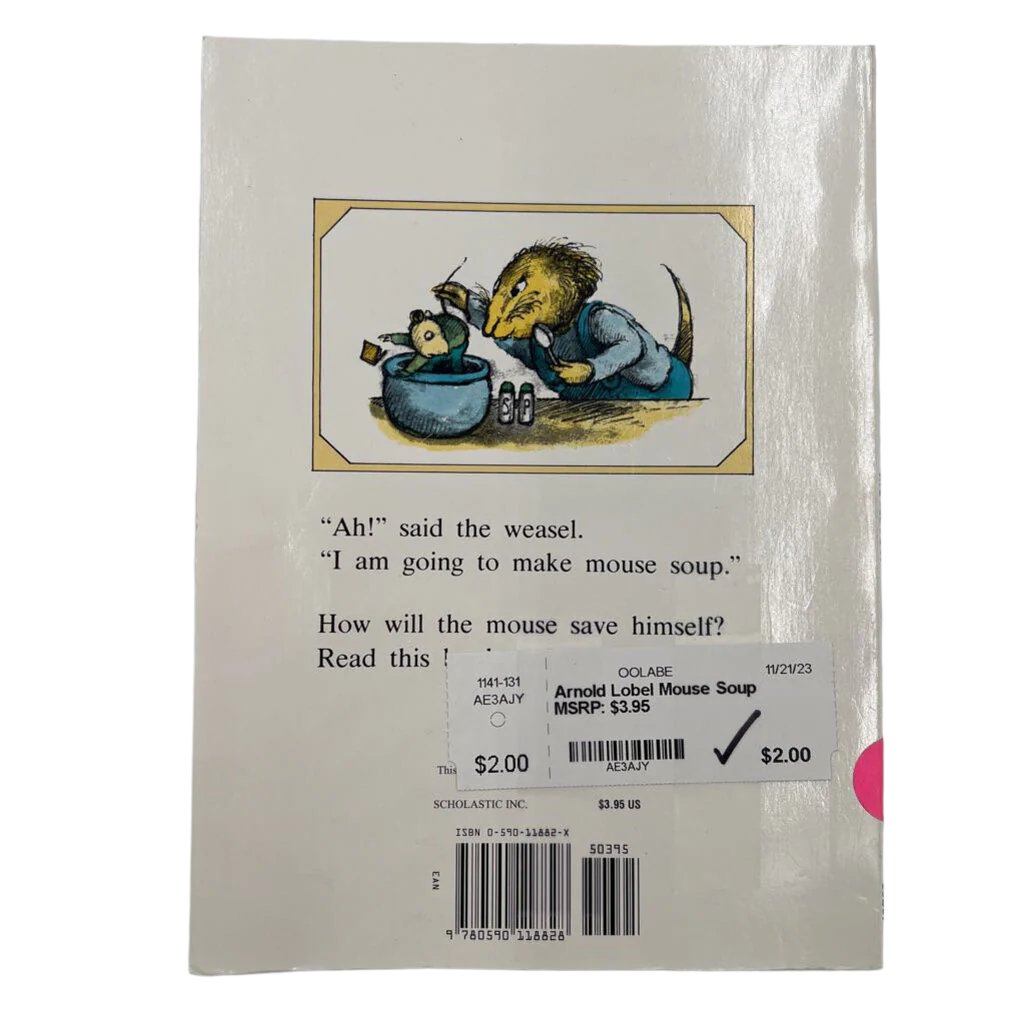 S P
“Ah!” said the weasel.
“I am going to make mouse soup.”
How will the mouse save himself?
Read this
1141-131
AE3AJY
$2.00
OOLABE 11/21/23
Arnold Lobel Mouse Soup
MSRP: $3.95
AE3AJY
$2.00
This
SCHOLASTIC INC. $3.95 US
ISBN 0-590-11882-X
50395
EAN
9 780590 118828